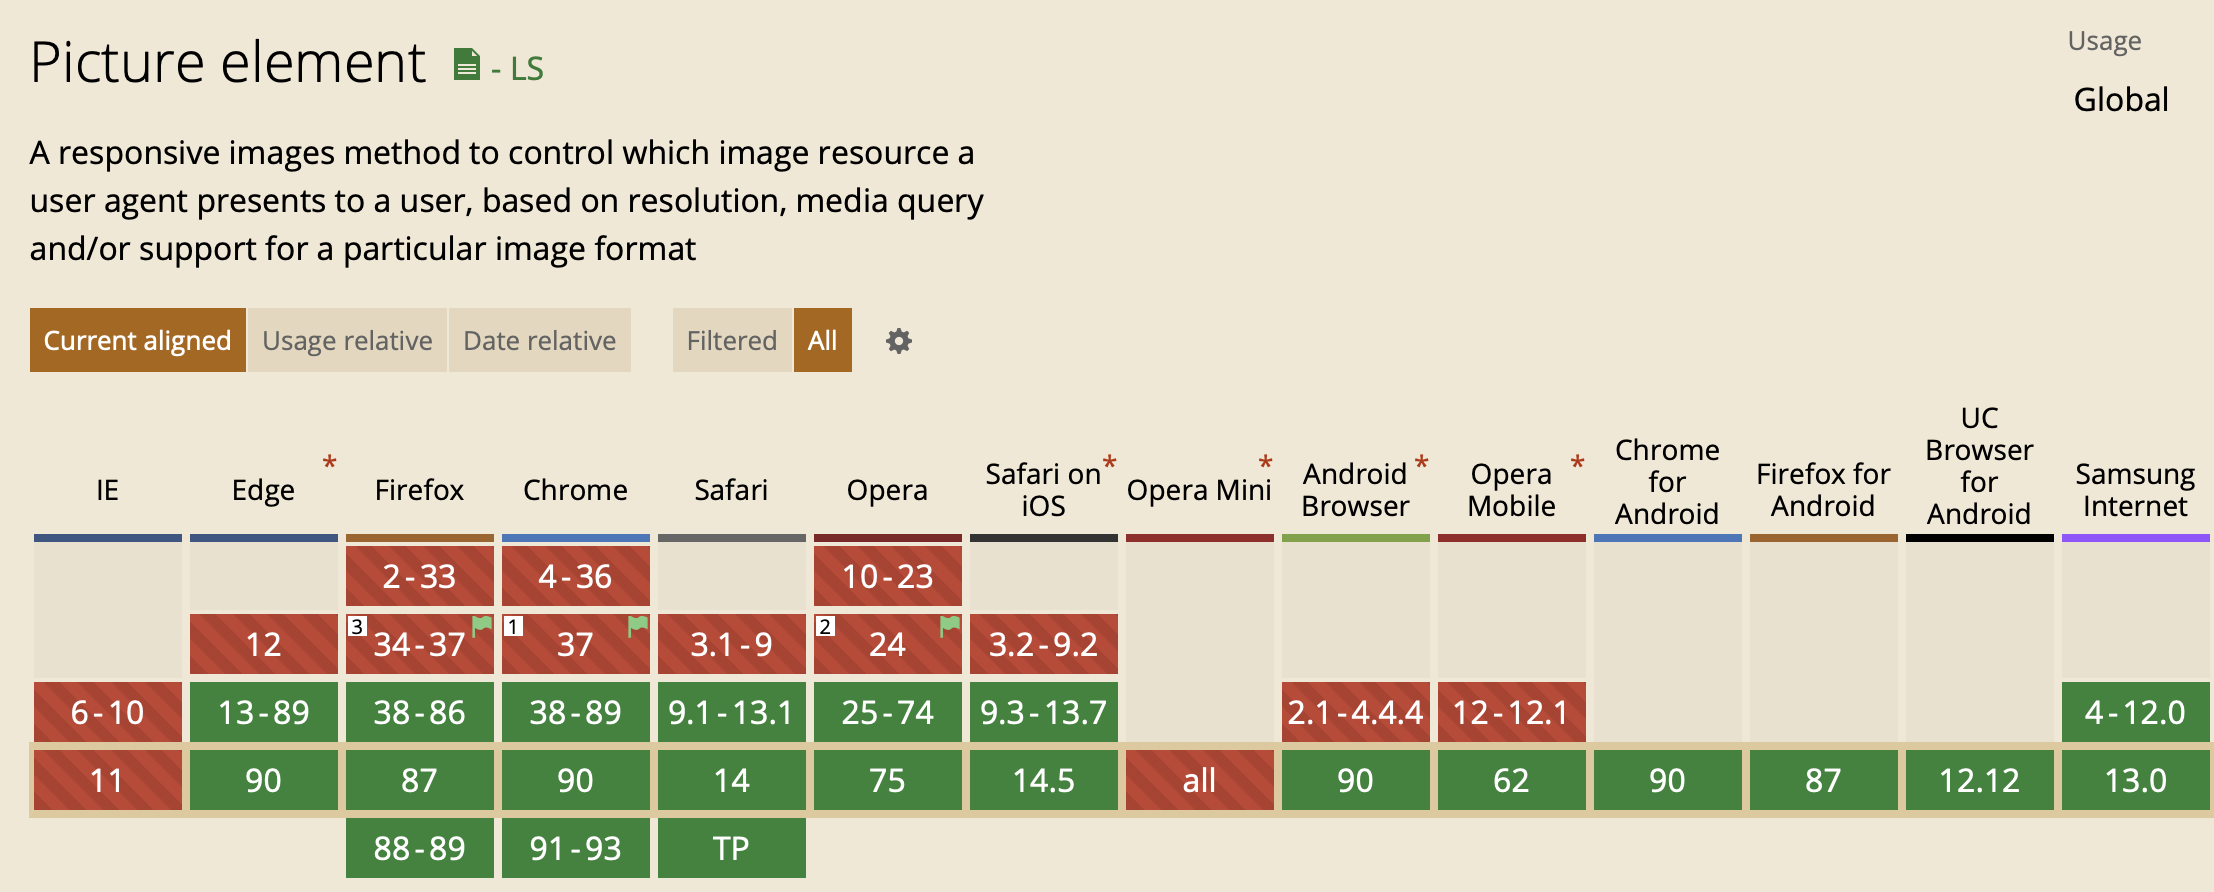 Picture element - LS
Usage
Global
A responsive images method to control which image resource a
user agent presents to a user, based on resolution, media query
and/or support for a particular image format
Current aligned Usage relative Date relative Filtered All
IE Edge * Firefox Chrome Safari Opera Safari on iOS * Opera Mini * Android Browser * Opera Mobile * Chrome for Android Firefox for Android UC Browser for Android Samsung Internet
2-33 4-36 10-23
12 3 34-37 1 37 3.1-9 2 24 3.2-9.2
6-10 13-89 38-86 38-89 9.1-13.1 25-74 9.3-13.7 2.1-4.4.4 12-12.1 4-12.0
11 90 87 90 14 75 14.5 all 90 62 90 87 12.12 13.0
88-89 91-93 TP